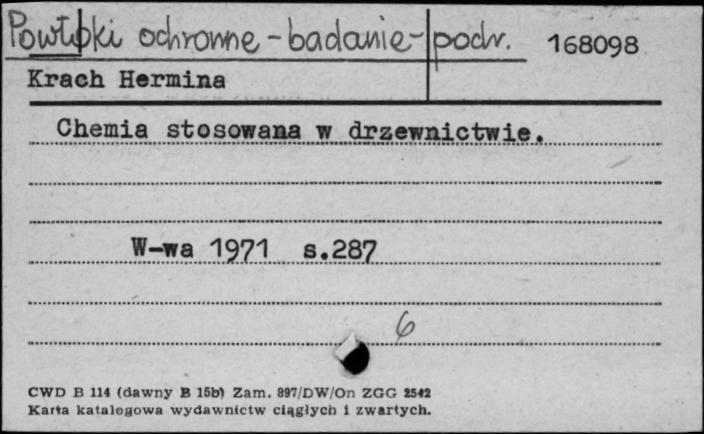 Powłoki ochronne - badanie - podr. 168098
Krach Hermina
Chemia stosowana w drzewnictwie.
W-wa 1971 s.287
6
CWD B 114 (dawny B 15b) Zam. 897/DW/On ZGG 2542
Karta katalogowa wydawnictw ciągłych i zwartych.